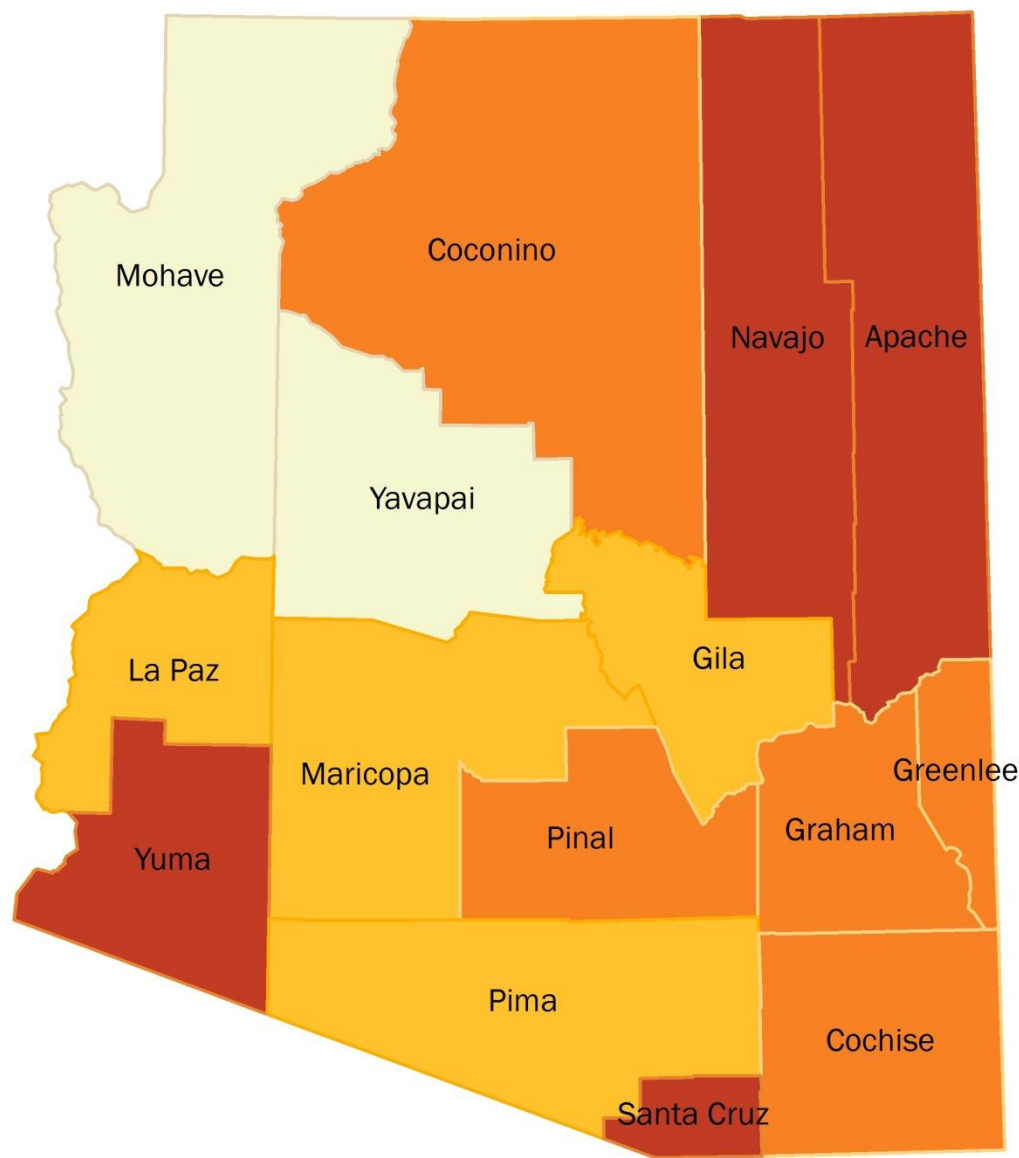 Coconino
Mohave
Navajo
Apache
Yavapai
Gila
La Paz
Maricopa
Greenlee
Graham
Pinal
Yuma
Pima
Cochise
Santa Cruz